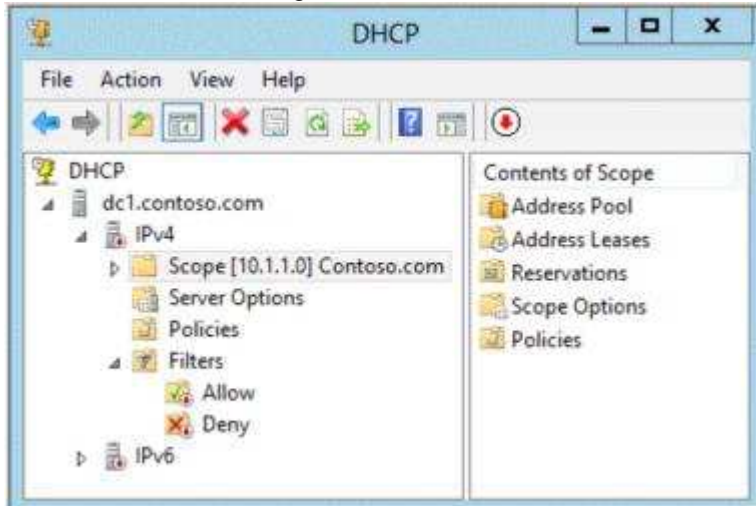 DHCP
File Action View Help
DHCP
dc1.contoso.com
IPv4
Scope [10.1.1.0] Contoso.com
Server Options
Policies
Filters
Allow
Deny
IPv6
Contents of Scope
Address Pool
Address Leases
Reservations
Scope Options
Policies